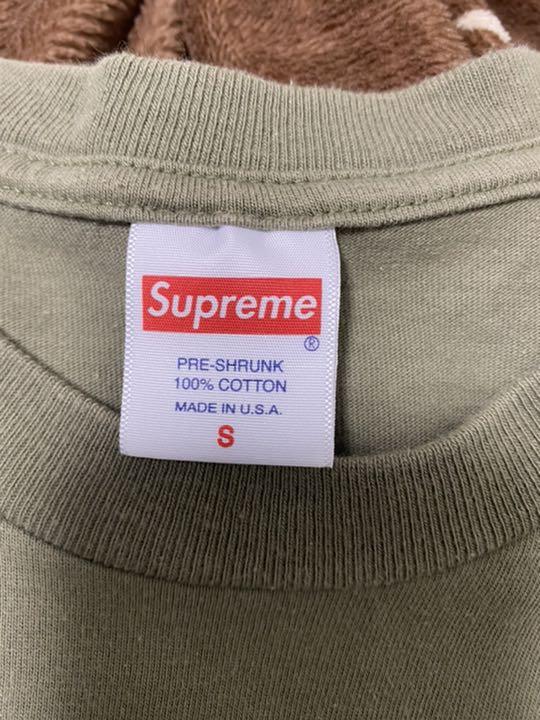 Supreme
®
PRE-SHRUNK
100% COTTON
MADE IN U.S.A.
S